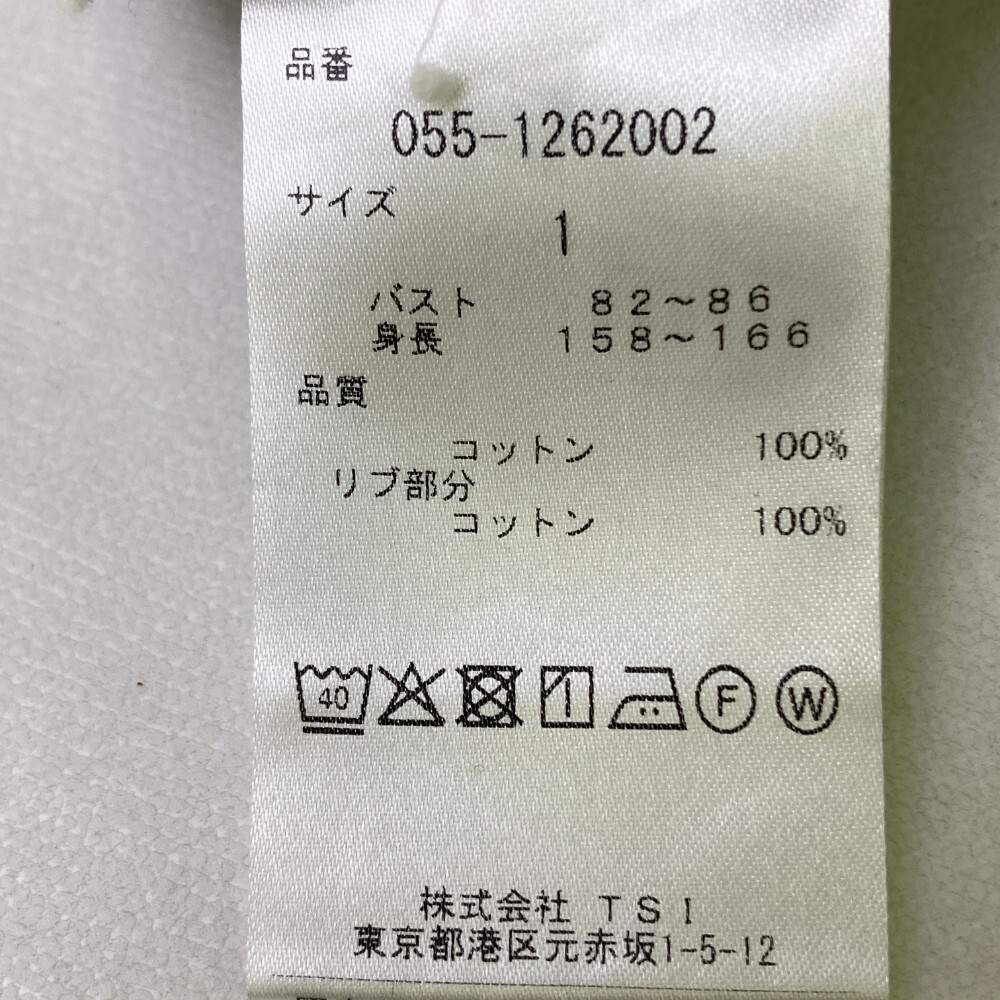 品番
055-1262002
サイズ
1
バスト 82~86
身長 158~166
品質
コットン 100%
リブ部分
コットン 100%
40 F W
株式会社 TSI
東京都港区元赤坂1-5-12